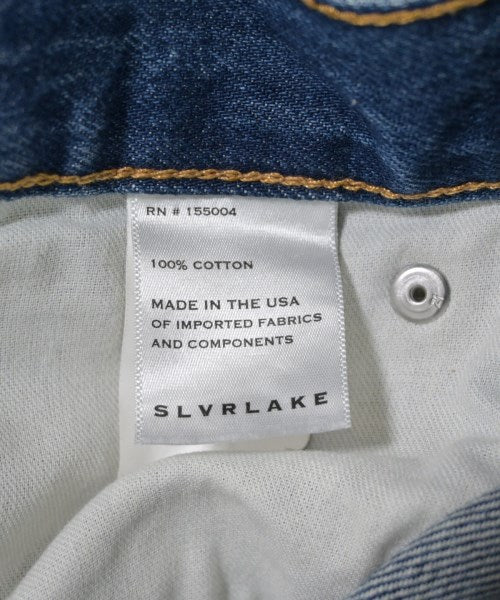 RN # 155004
100% COTTON
MADE IN THE USA
OF IMPORTED FABRICS
AND COMPONENTS
SLVRLAKE